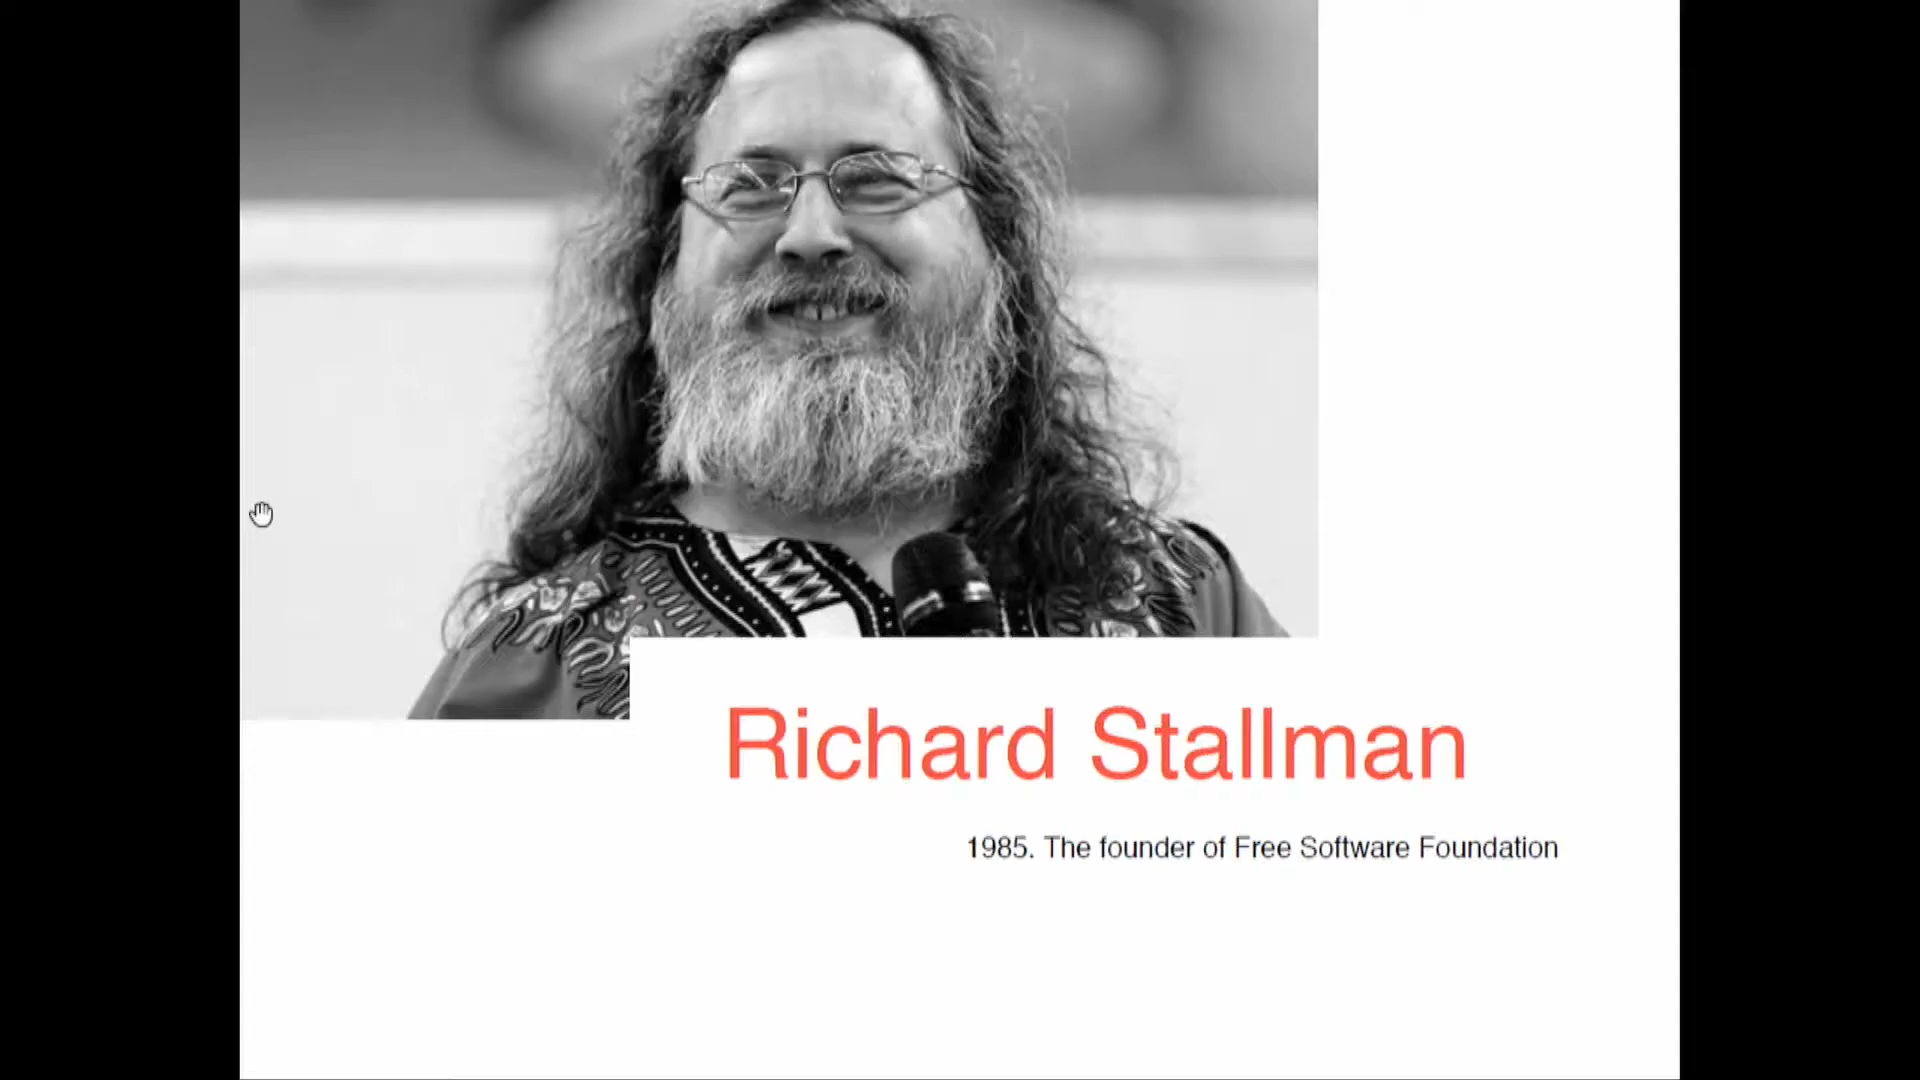 Richard Stallman
1985. The founder of Free Software Foundation